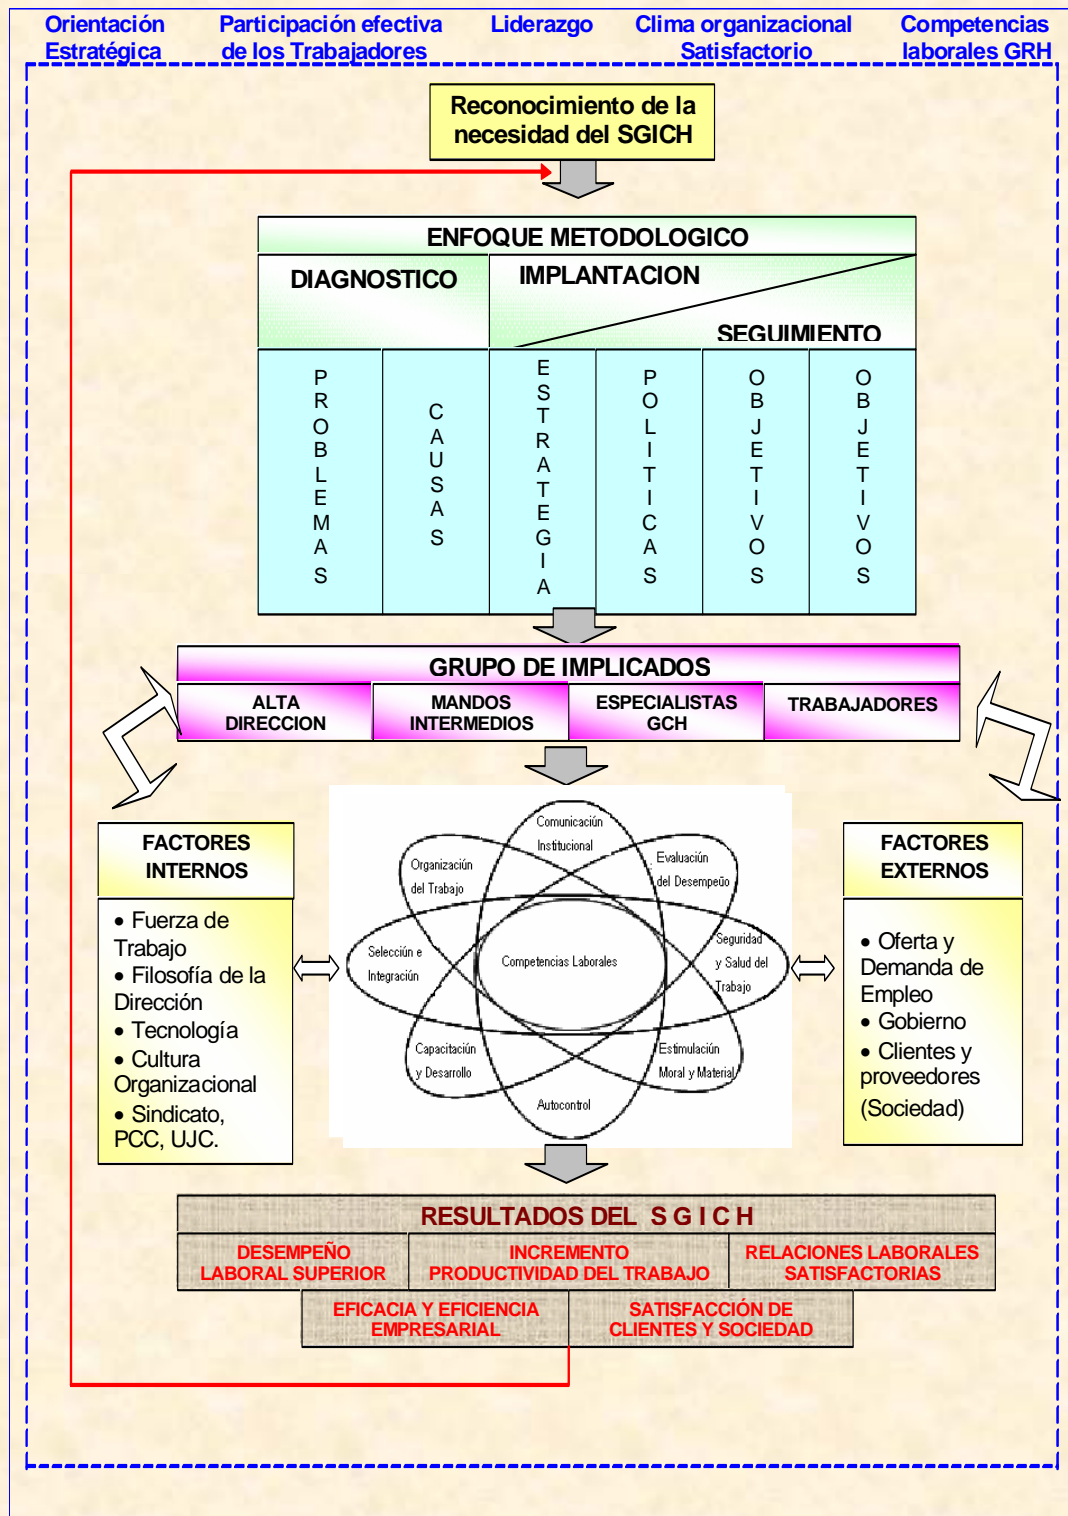 Orientación
Estratégica
Participación efectiva
de los Trabajadores
Liderazgo
Clima organizacional
Satisfactorio
Competencias
laborales GRH
Reconocimiento de la
necesidad del SGICH
ENFOQUE METODOLOGICO
DIAGNOSTICO
IMPLANTACION
SEGUIMIENTO
PROBLEMAS
CAUSAS
ESTRATEGIA
POLITICAS
OBJETIVOS
OBJETIVOS
GRUPO DE IMPLICADOS
ALTA
DIRECCION
MANDOS
INTERMEDIOS
ESPECIALISTAS
GCH
TRABAJADORES
FACTORES
INTERNOS
• Fuerza de
Trabajo
• Filosofía de la
Dirección
• Tecnología
• Cultura
Organizacional
• Sindicato,
PCC, UJC.
Comunicación
Institucional
Organización
del Trabajo
Evaluación
del Desempeño
Selección e
Integración
Competencias Laborales
Seguridad
y Salud del
Trabajo
Capacitación
y Desarrollo
Estimulación
Moral y Material
Autocontrol
FACTORES
EXTERNOS
• Oferta y
Demanda de
Empleo
• Gobierno
• Clientes y
proveedores
(Sociedad)
RESULTADOS DEL S G I C H
DESEMPEÑO
LABORAL SUPERIOR
INCREMENTO
PRODUCTIVIDAD DEL TRABAJO
RELACIONES LABORALES
SATISFACTORIAS
EFICACIA Y EFICIENCIA
EMPRESARIAL
SATISFACCIÓN DE
CLIENTES Y SOCIEDAD